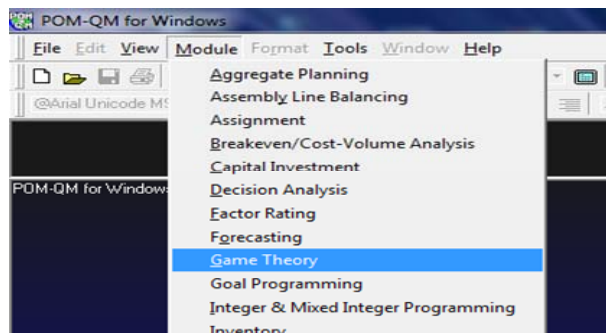 POM-QM for Windows
File Edit View Module Format Tools Window Help
@Arial Unicode MS
POM-QM for Windows
Aggregate Planning
Assembly Line Balancing
Assignment
Breakeven/Cost-Volume Analysis
Capital Investment
Decision Analysis
Factor Rating
Forecasting
Game Theory
Goal Programming
Integer & Mixed Integer Programming
Inventory